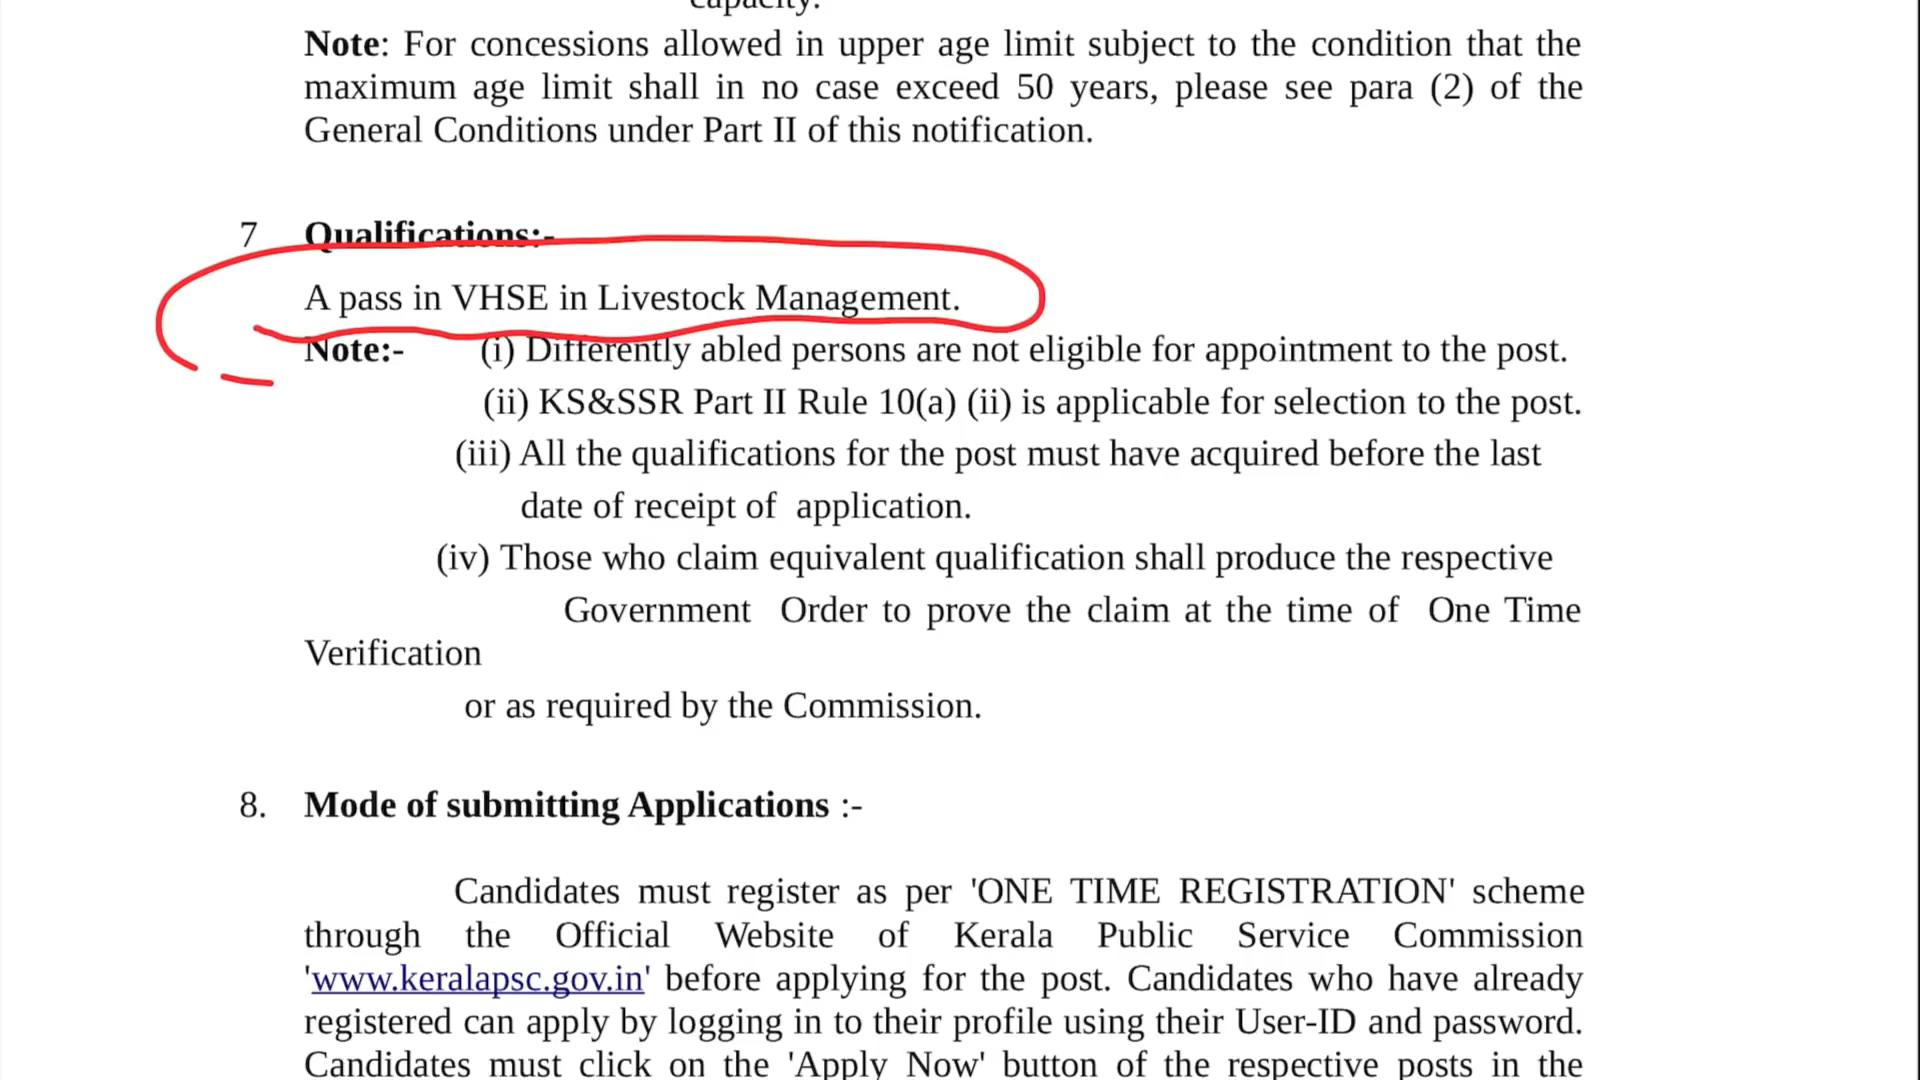 capacity.
Note: For concessions allowed in upper age limit subject to the condition that the
maximum age limit shall in no case exceed 50 years, please see para (2) of the
General Conditions under Part II of this notification.
7 Qualifications:-
A pass in VHSE in Livestock Management.
Note:- (i) Differently abled persons are not eligible for appointment to the post.
(ii) KS&SSR Part II Rule 10(a) (ii) is applicable for selection to the post.
(iii) All the qualifications for the post must have acquired before the last
date of receipt of application.
(iv) Those who claim equivalent qualification shall produce the respective
Government Order to prove the claim at the time of One Time
Verification
or as required by the Commission.
8. Mode of submitting Applications :-
Candidates must register as per 'ONE TIME REGISTRATION' scheme
through the Official Website of Kerala Public Service Commission
'www.keralapsc.gov.in' before applying for the post. Candidates who have already
registered can apply by logging in to their profile using their User-ID and password.
Candidates must click on the 'Apply Now' button of the respective posts in the